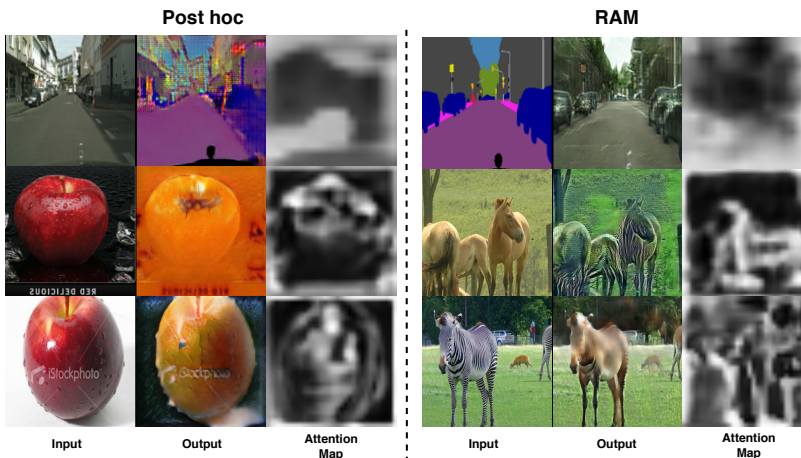 Post hoc
RAM
RED DELICIOUS
iStockphoto
iStockphoto
Input
Output
Attention
Map
Input
Output
Attention
Map